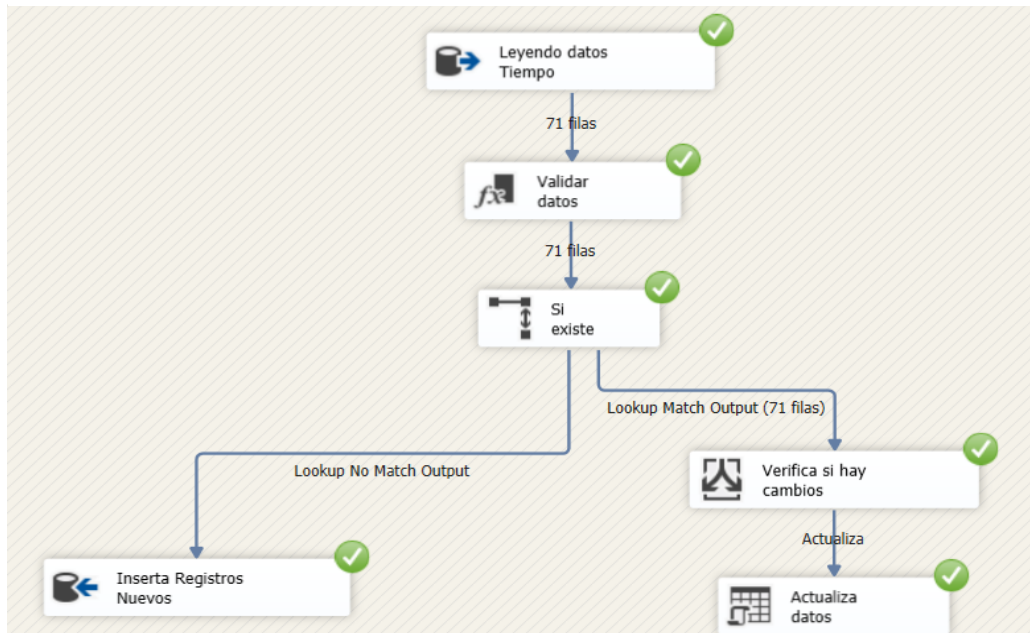 Leyendo datos
Tiempo
71 filas
Validar
datos
71 filas
Si
existe
Lookup Match Output (71 filas)
Lookup No Match Output
Verifica si hay
cambios
Actualiza
Inserta Registros
Nuevos
Actualiza
datos